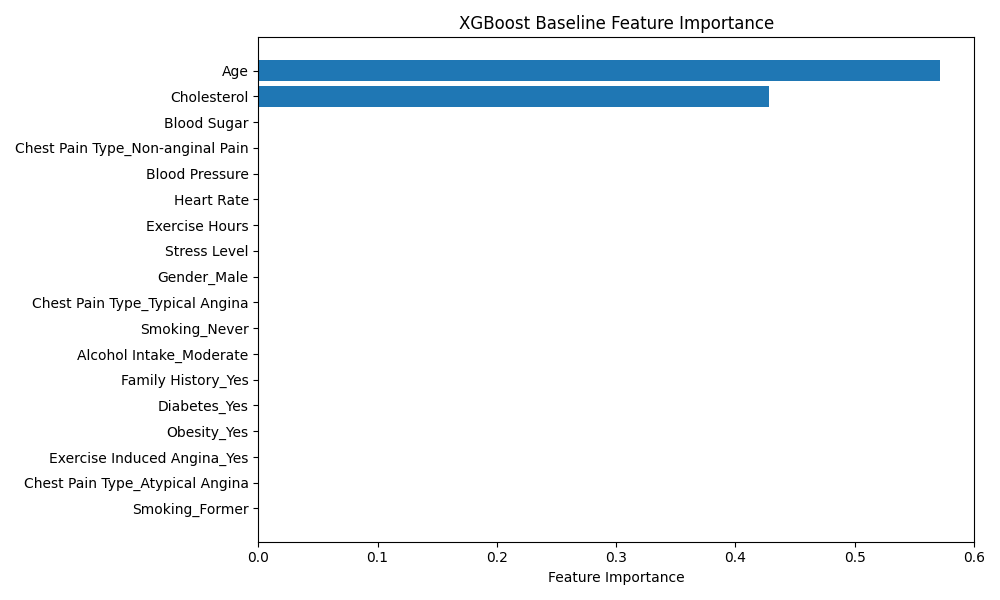 XGBoost Baseline Feature Importance
Age
Cholesterol
Blood Sugar
Chest Pain Type_Non-anginal Pain
Blood Pressure
Heart Rate
Exercise Hours
Stress Level
Gender_Male
Chest Pain Type_Typical Angina
Smoking_Never
Alcohol Intake_Moderate
Family History_Yes
Diabetes_Yes
Obesity_Yes
Exercise Induced Angina_Yes
Chest Pain Type_Atypical Angina
Smoking_Former
0.0 0.1 0.2 0.3 0.4 0.5 0.6
Feature Importance